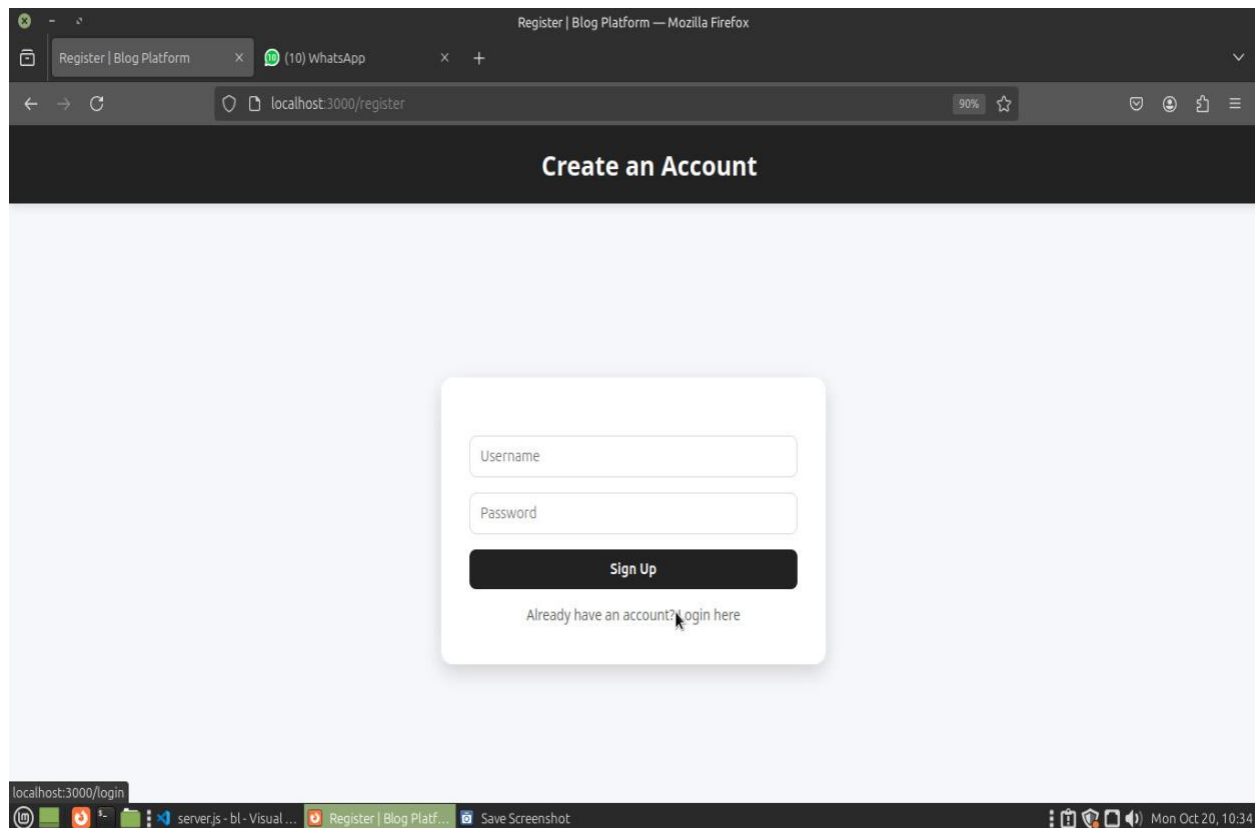 Register | Blog Platform — Mozilla Firefox
Register | Blog Platform
(10) WhatsApp
localhost:3000/register
90%
Create an Account
Username
Password
Sign Up
Already have an account? Login here
localhost:3000/login
server.js - bl - Visual ...
Register | Blog Platf...
Save Screenshot
Mon Oct 20, 10:34